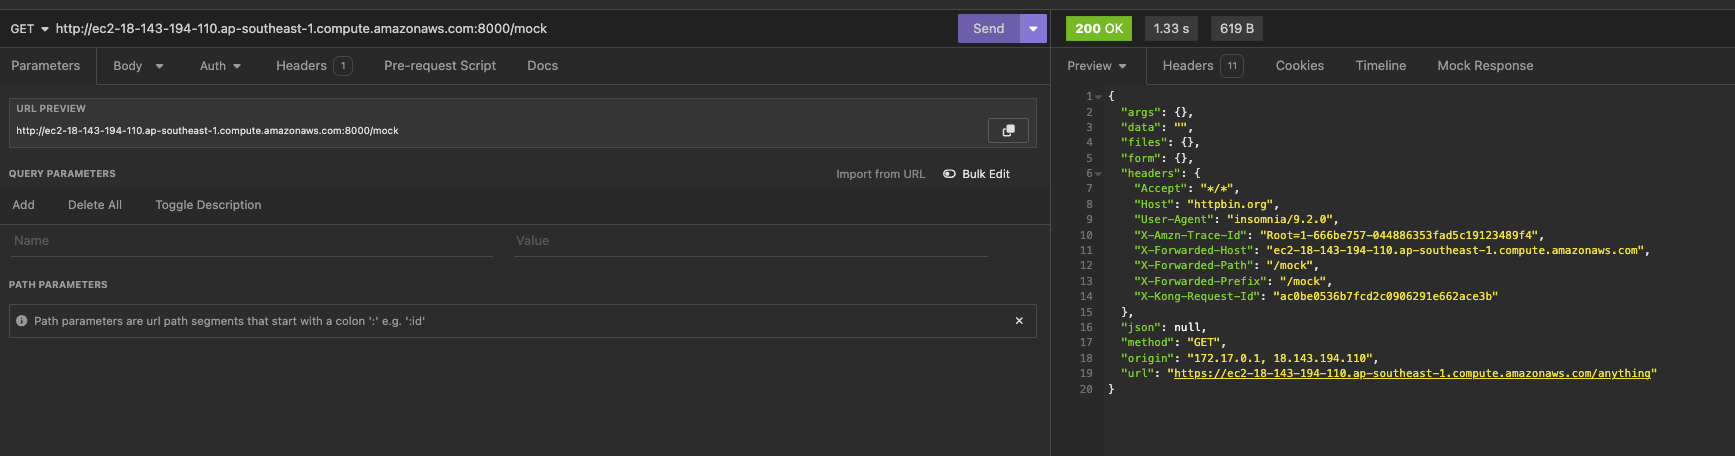 GET http://ec2-18-143-194-110.ap-southeast-1.compute.amazonaws.com:8000/mock Send
Parameters Body Auth Headers 1 Pre-request Script Docs
URL PREVIEW
http://ec2-18-143-194-110.ap-southeast-1.compute.amazonaws.com:8000/mock
QUERY PARAMETERS Import from URL Bulk Edit
Add Delete All Toggle Description
Name Value
PATH PARAMETERS
Path parameters are url path segments that start with a colon ':' e.g. ':id'
200 OK 1.33 s 619 B
Preview Headers 11 Cookies Timeline Mock Response
1 {
2 "args": {},
3 "data": "",
4 "files": {},
5 "form": {},
6 "headers": {
7 "Accept": "*/*",
8 "Host": "httpbin.org",
9 "User-Agent": "insomnia/9.2.0",
10 "X-Amzn-Trace-Id": "Root=1-666be757-044886353fad5c19123489f4",
11 "X-Forwarded-Host": "ec2-18-143-194-110.ap-southeast-1.compute.amazonaws.com",
12 "X-Forwarded-Path": "/mock",
13 "X-Forwarded-Prefix": "/mock",
14 "X-Kong-Request-Id": "ac0be0536b7fcd2c0906291e662ace3b"
15 },
16 "json": null,
17 "method": "GET",
18 "origin": "172.17.0.1, 18.143.194.110",
19 "url": "https://ec2-18-143-194-110.ap-southeast-1.compute.amazonaws.com/anything"
20 }